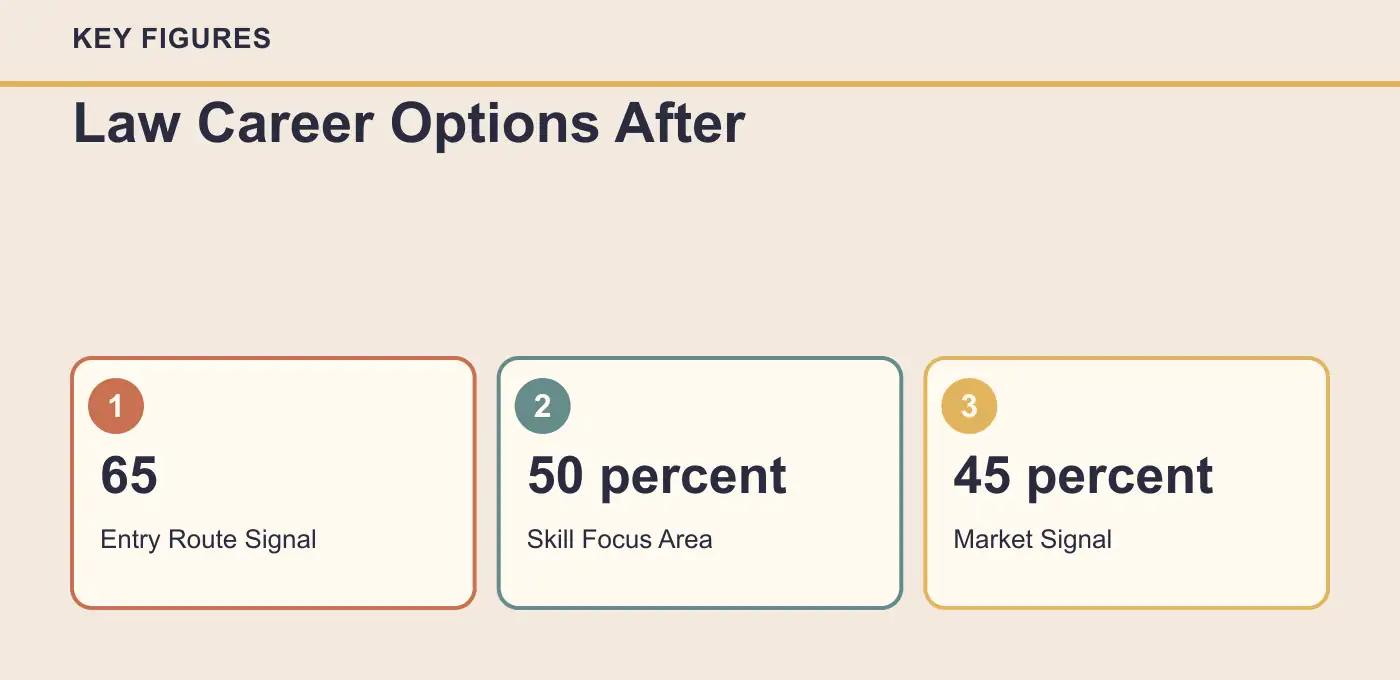 KEY FIGURES
Law Career Options After
1
65
Entry Route Signal
2
50 percent
Skill Focus Area
3
45 percent
Market Signal